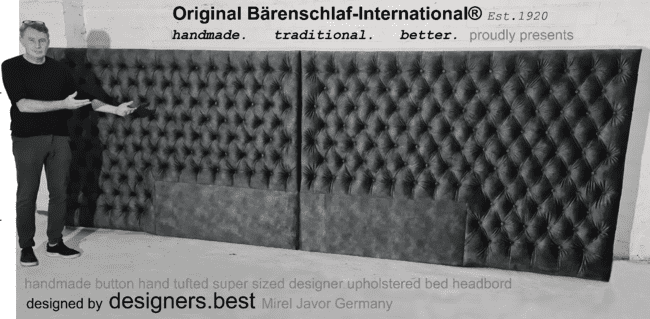 Original Bärenschlaf-International® Est.1920
handmade. traditional. better. proudly presents
handmade button hand tufted super sized designer upholstered bed headbord
designed by designers.best Mirel Javor Germany